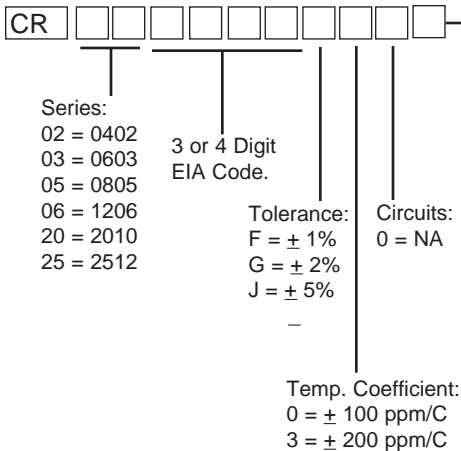 CR
Series:
02 = 0402
03 = 0603
05 = 0805
06 = 1206
20 = 2010
25 = 2512
3 or 4 Digit
EIA Code.
Tolerance:
F = ± 1%
G = ± 2%
J = ± 5%
_
Circuits:
0 = NA
Temp. Coefficient:
0 = ± 100 ppm/C
3 = ± 200 ppm/C